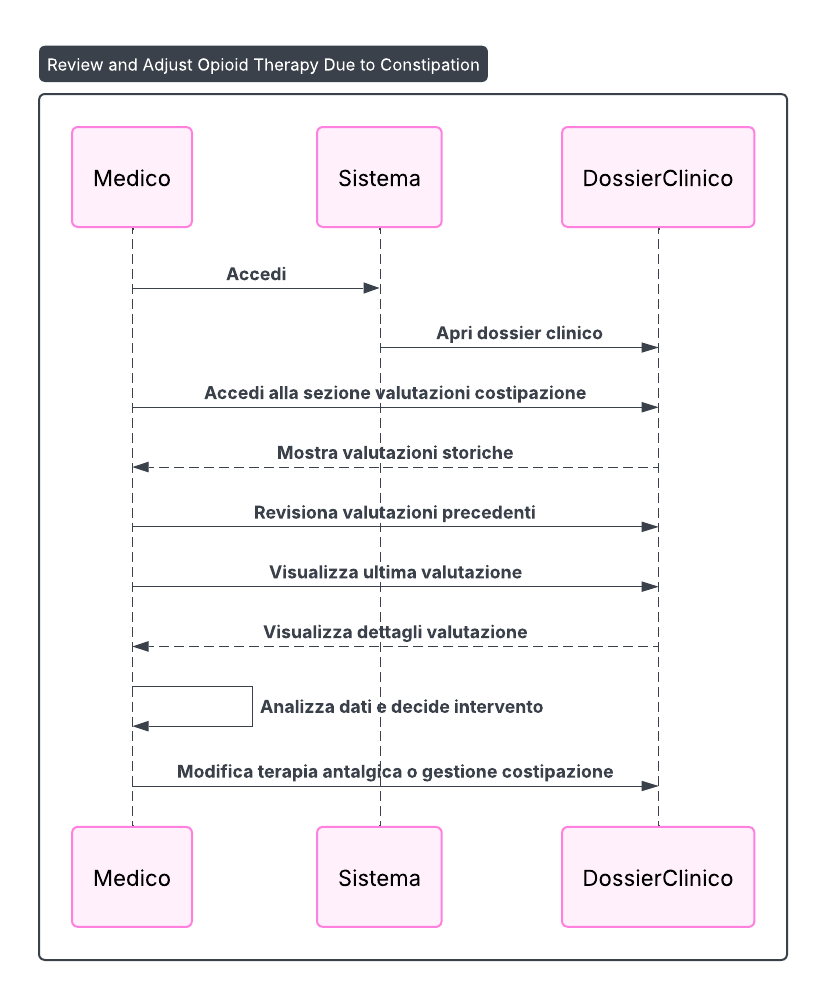 Review and Adjust Opioid Therapy Due to Constipation
Medico
Sistema
DossierClinico
Accedi
Apri dossier clinico
Accedi alla sezione valutazioni costipazione
Mostra valutazioni storiche
Revisiona valutazioni precedenti
Visualizza ultima valutazione
Visualizza dettagli valutazione
Analizza dati e decide intervento
Modifica terapia antalgica o gestione costipazione
Medico
Sistema
DossierClinico